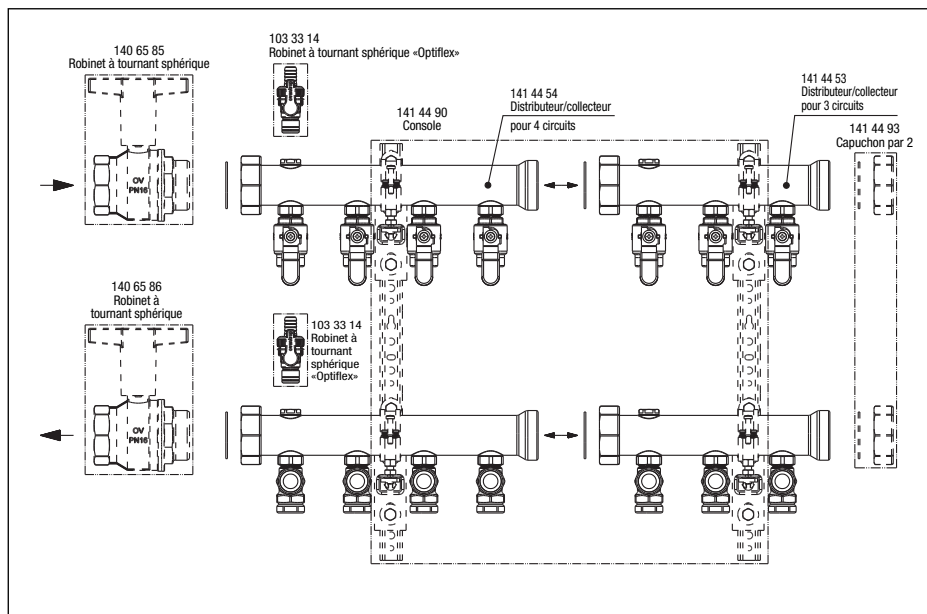 140 65 85
Robinet à tournant sphérique
103 33 14
Robinet à tournant sphérique «Optiflex»
141 44 90
Console
141 44 54
Distributeur/collecteur
pour 4 circuits
141 44 53
Distributeur/collecteur
pour 3 circuits
141 44 93
Capuchon par 2
OV
PN16
140 65 86
Robinet à
tournant sphérique
103 33 14
Robinet à
tournant
sphérique
«Optiflex»
OV
PN16